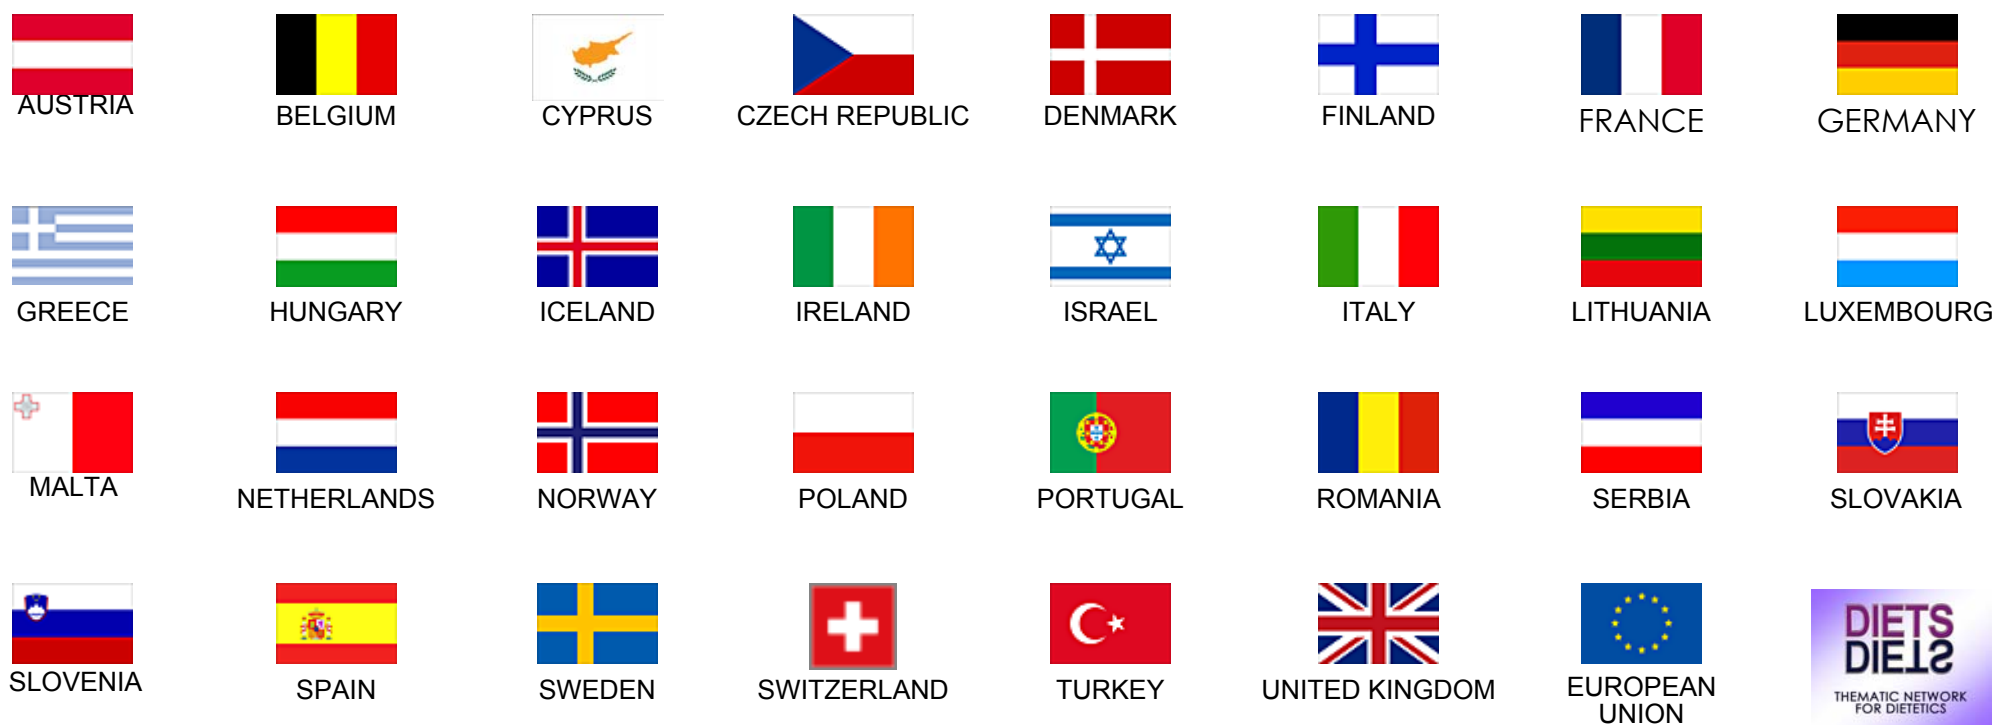 AUSTRIA
BELGIUM
CYPRUS
CZECH REPUBLIC
DENMARK
FINLAND
FRANCE
GERMANY
GREECE
HUNGARY
ICELAND
IRELAND
ISRAEL
ITALY
LITHUANIA
LUXEMBOURG
MALTA
NETHERLANDS
NORWAY
POLAND
PORTUGAL
ROMANIA
SERBIA
SLOVAKIA
SLOVENIA
SPAIN
SWEDEN
SWITZERLAND
TURKEY
UNITED KINGDOM
EUROPEAN
UNION
DIETS
DIETS
THEMATIC NETWORK
FOR DIETETICS